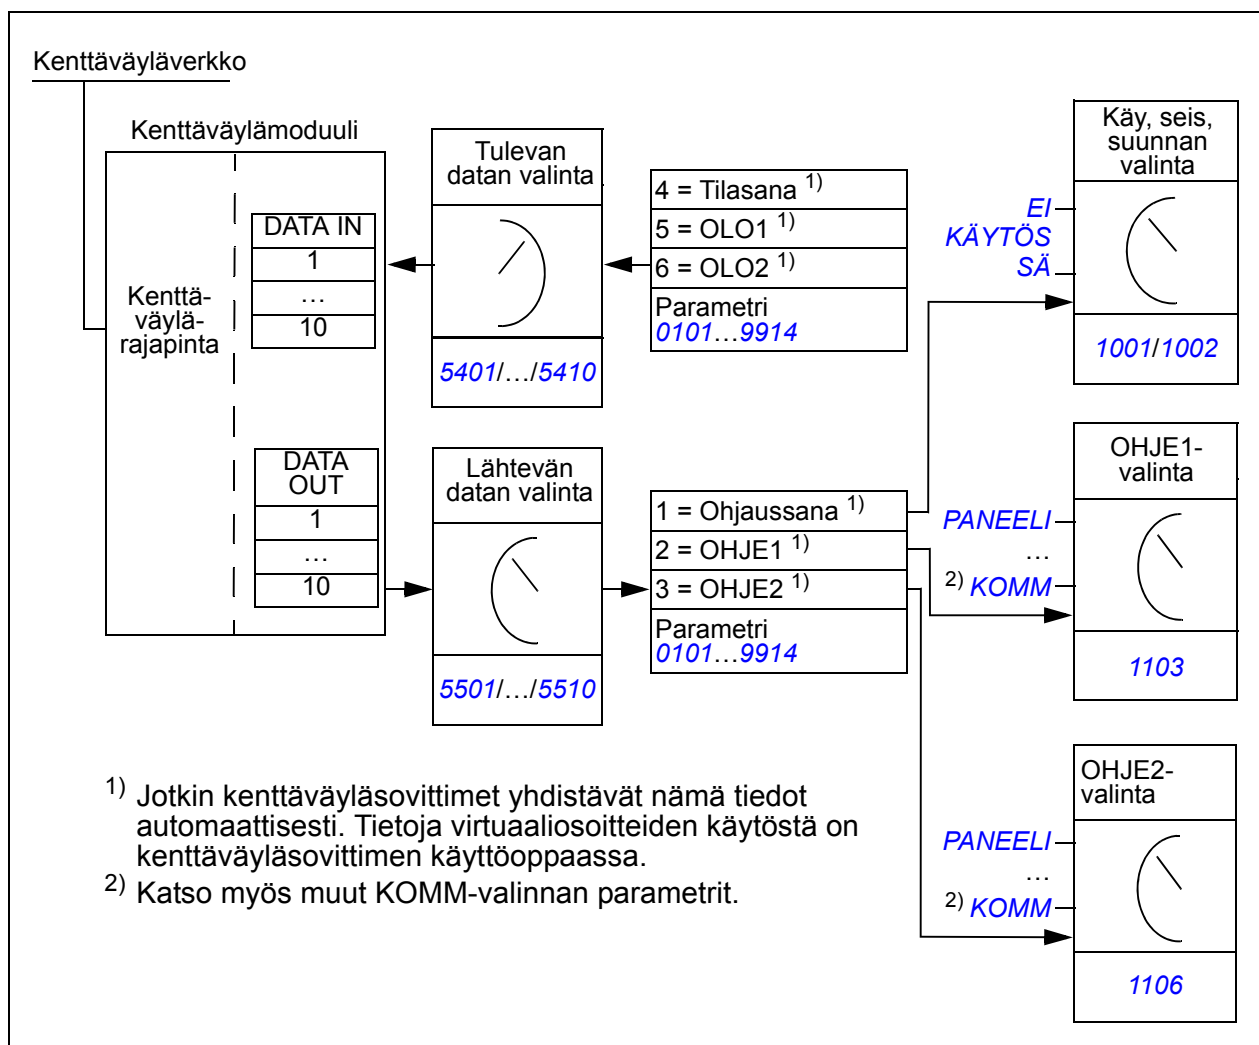 Kenttäväyläverkko
Kenttäväylämoduuli
Kenttä-
väylä-
rajapinta
DATA IN
1
…
10
DATA
OUT
1
…
10
Tulevan
datan valinta
5401/…/5410
4 = Tilasana 1)
5 = OLO1 1)
6 = OLO2 1)
Parametri
0101…9914
Lähtevän
datan valinta
5501/…/5510
1 = Ohjaussana 1)
2 = OHJE1 1)
3 = OHJE2 1)
Parametri
0101…9914
Käy, seis,
suunnan
valinta
EI
KÄYTÖS
SÄ
1001/1002
OHJE1-
valinta
PANEELI
…
2) KOMM
1103
OHJE2-
valinta
PANEELI
…
2) KOMM
1106
1) Jotkin kenttäväyläsovittimet yhdistävät nämä tiedot
automaattisesti. Tietoja virtuaaliosoitteiden käytöstä on
kenttäväyläsovittimen käyttöoppaassa.
2) Katso myös muut KOMM-valinnan parametrit.